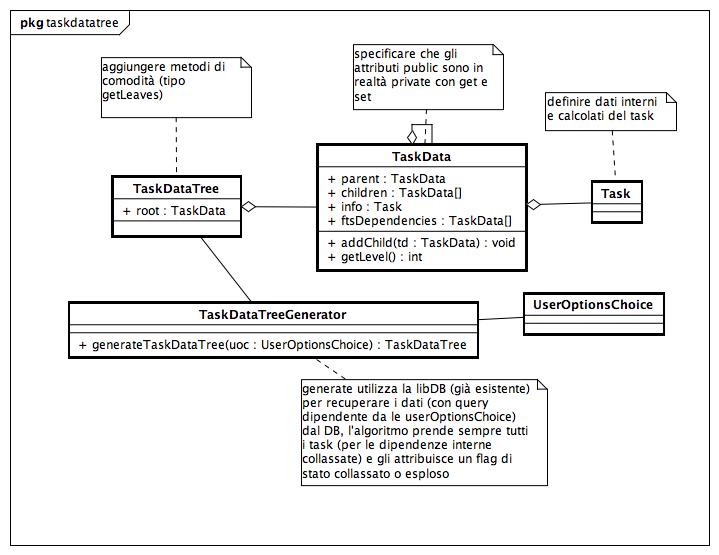 pkg taskdatatree
aggiungere metodi di
comodità (tipo
getLeaves)
specificare che gli
attributi public sono in
realtà private con get e
set
definire dati interni
e calcolati del task
TaskDataTree
+ root : TaskData
TaskData
+ parent : TaskData
+ children : TaskData[]
+ info : Task
+ ftsDependencies : TaskData[]
+ addChild(td : TaskData) : void
+ getLevel() : int
Task
TaskDataTreeGenerator
+ generateTaskDataTree(uoc : UserOptionsChoice) : TaskDataTree
UserOptionsChoice
generate utilizza la libDB (già esistente)
per recuperare i dati (con query
dipendente da le userOptionsChoice)
dal DB, l'algoritmo prende sempre tutti
i task (per le dipendenze interne
collassate) e gli attribuisce un flag di
stato collassato o esploso